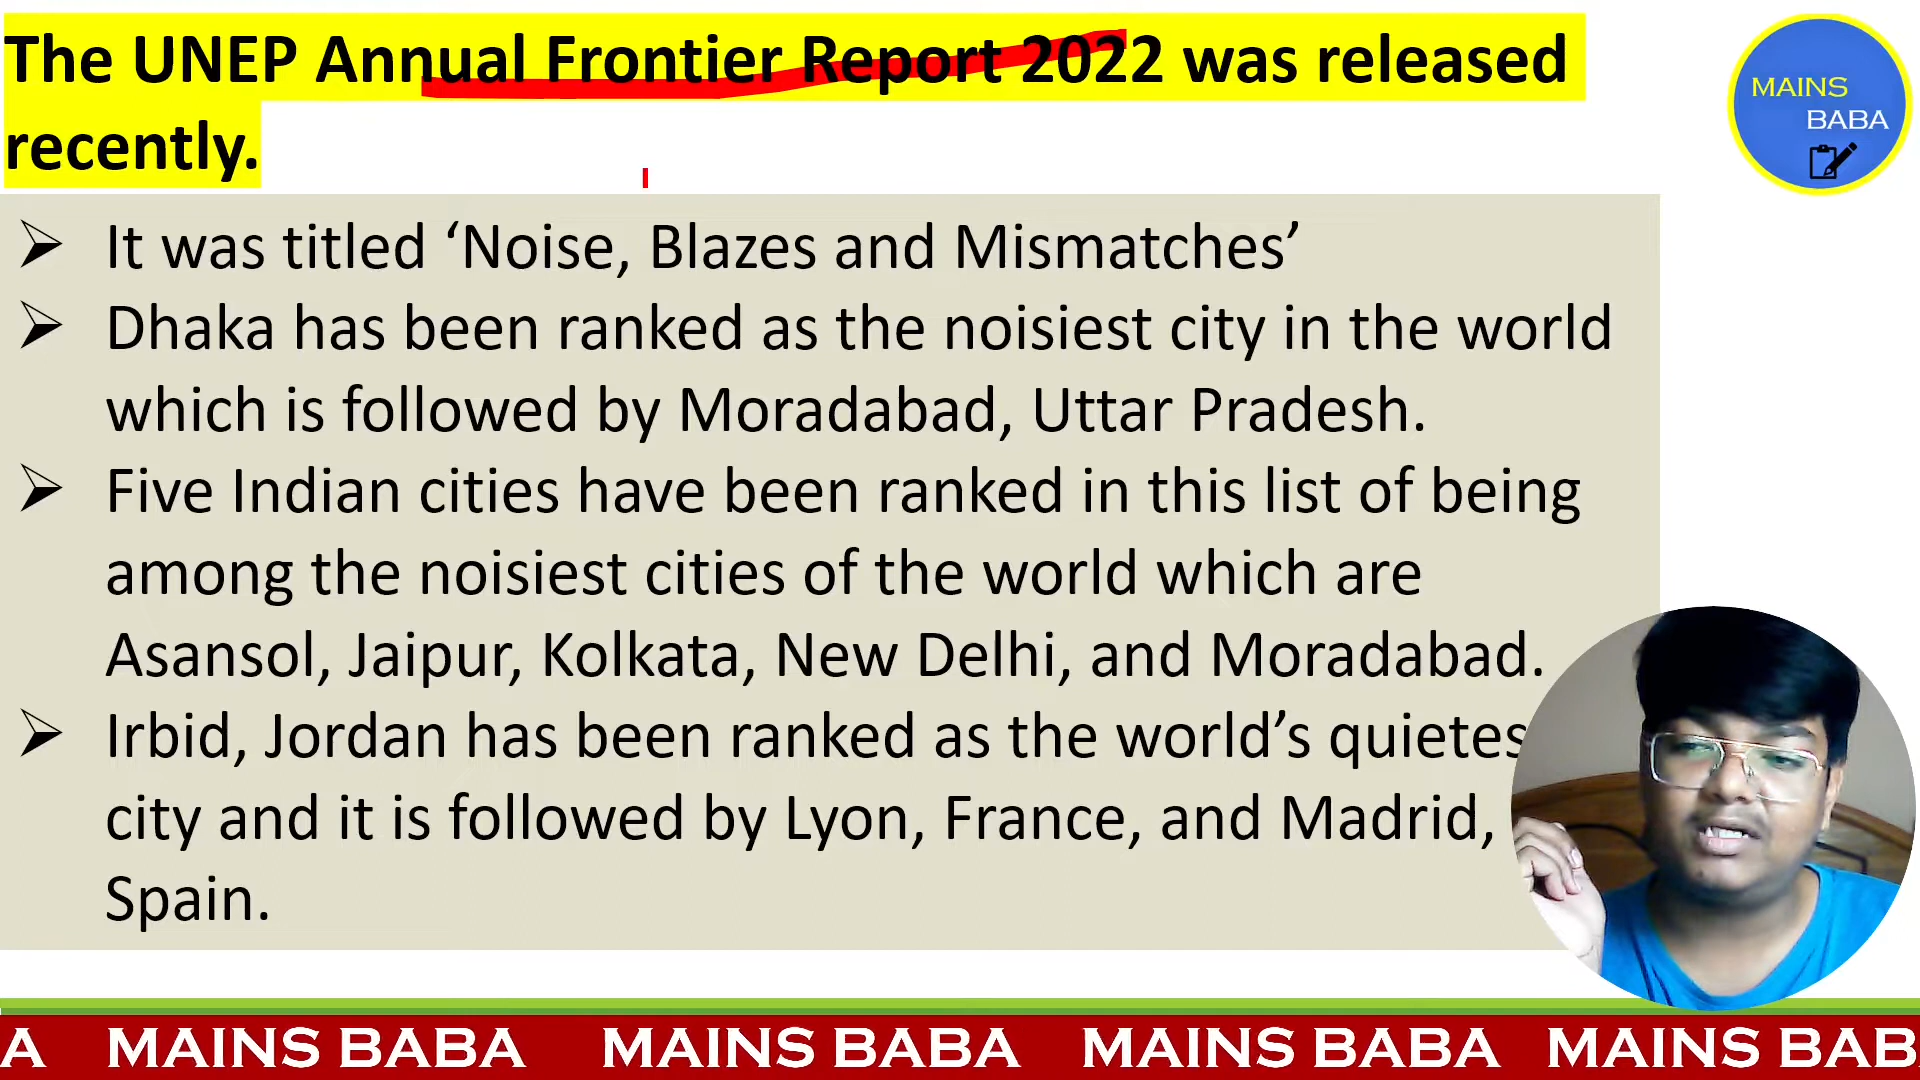 The UNEP Annual Frontier Report 2022 was released
recently.
MAINS
BABA
➢ It was titled ‘Noise, Blazes and Mismatches’
➢ Dhaka has been ranked as the noisiest city in the world
which is followed by Moradabad, Uttar Pradesh.
➢ Five Indian cities have been ranked in this list of being
among the noisiest cities of the world which are
Asansol, Jaipur, Kolkata, New Delhi, and Moradabad.
➢ Irbid, Jordan has been ranked as the world’s quietes
city and it is followed by Lyon, France, and Madrid,
Spain.
A MAINS BABA MAINS BABA MAINS BABA MAINS BAB